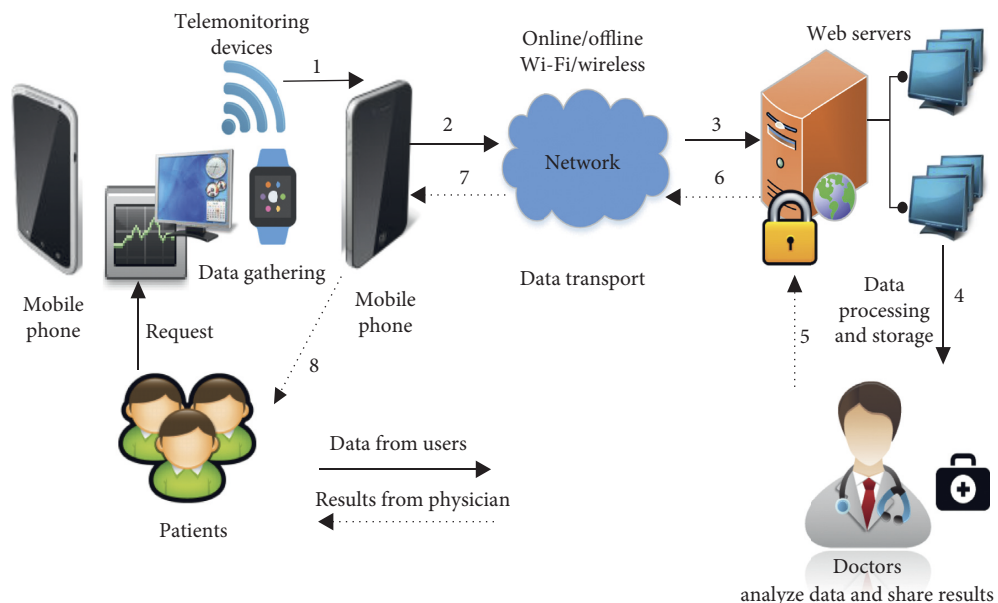 Telemonitoring
devices
1
Online/offline
Wi-Fi/wireless
Web servers
2
Network
3
7
6
Data gathering
Data transport
Mobile
phone
Request
Mobile
phone
8
5
Data
processing
and storage
4
Data from users
Results from physician
Patients
Doctors
analyze data and share results